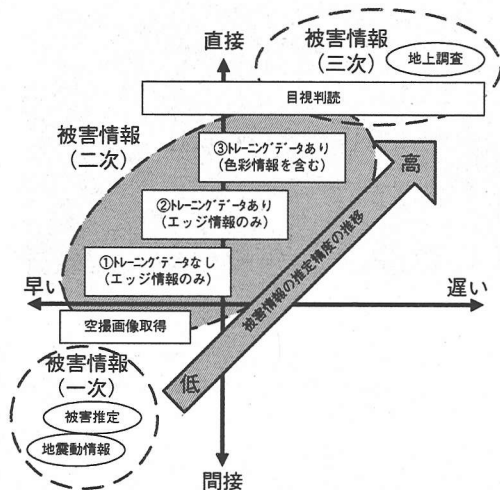 直接
被害情報
(三次)
地上調査
目視判読
被害情報
(二次)
③トレーニングデータあり
(色彩情報を含む)
高
②トレーニングデータあり
(エッジ情報のみ)
①トレーニングデータなし
(エッジ情報のみ)
被害情報の推定精度の推移
早い
遅い
空撮画像取得
被害情報
(一次)
低
被害推定
地震動情報
間接